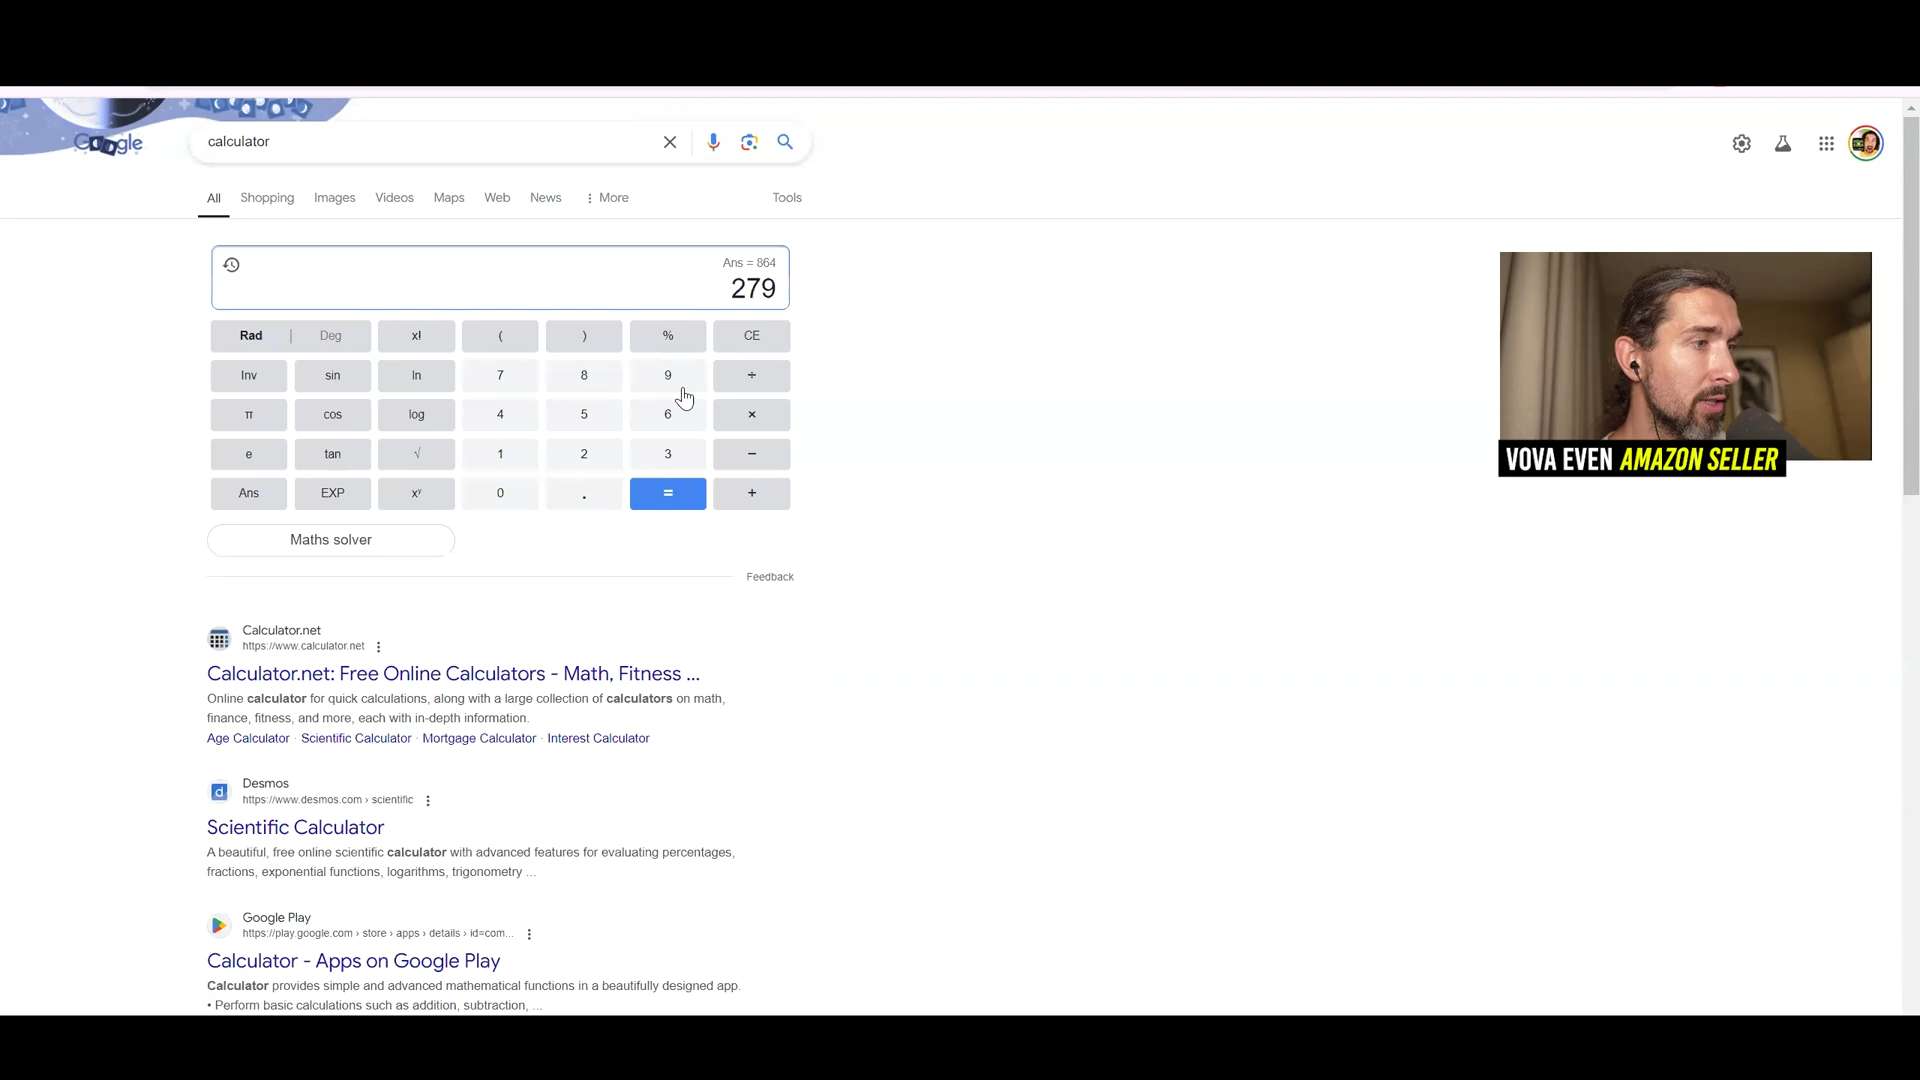 Google
calculator
All Shopping Images Videos Maps Web News More Tools
Ans = 864
279
Rad | Deg x! ( ) % CE
Inv sin ln 7 8 9 ÷
π cos log 4 5 6 ×
e tan √ 1 2 3 −
Ans EXP xʸ 0 . = +
Maths solver
Feedback
VOVA EVEN AMAZON SELLER
Calculator.net
https://www.calculator.net
Calculator.net: Free Online Calculators - Math, Fitness ...
Online calculator for quick calculations, along with a large collection of calculators on math,
finance, fitness, and more, each with in-depth information.
Age Calculator · Scientific Calculator · Mortgage Calculator · Interest Calculator
Desmos
https://www.desmos.com › scientific
Scientific Calculator
A beautiful, free online scientific calculator with advanced features for evaluating percentages,
fractions, exponential functions, logarithms, trigonometry ...
Google Play
https://play.google.com › store › apps › details › id=com...
Calculator - Apps on Google Play
Calculator provides simple and advanced mathematical functions in a beautifully designed app.
• Perform basic calculations such as addition, subtraction, ...